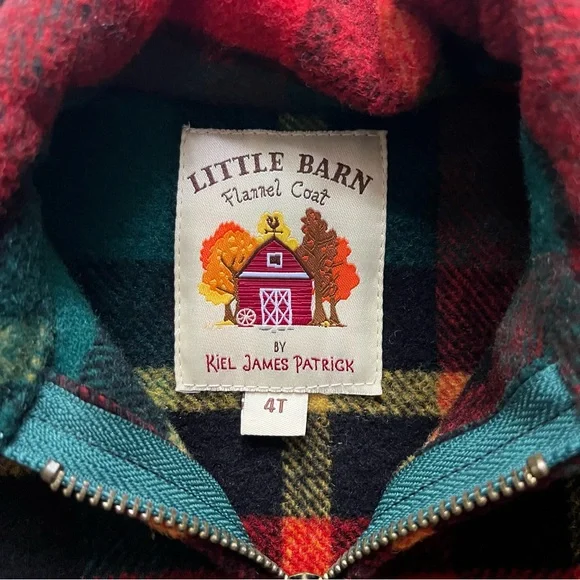 LITTLE BARN
Flannel Coat
BY
KIEL JAMES PATRICK
4T